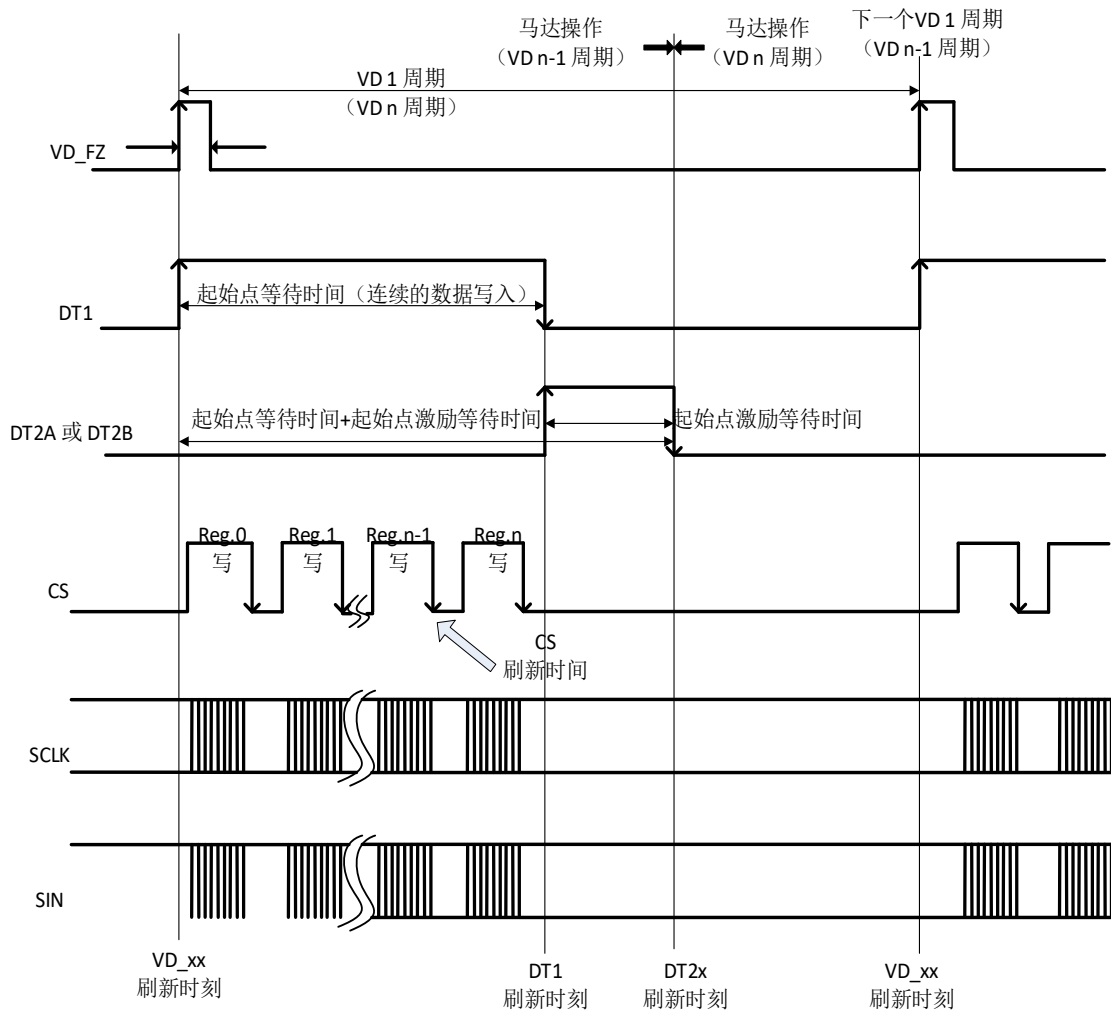 马达操作
（VD n-1 周期）
马达操作
（VD n 周期）
下一个VD 1 周期
（VD n-1 周期）
VD 1 周期
（VD n 周期）
VD_FZ
起始点等待时间（连续的数据写入）
DT1
起始点等待时间+起始点激励等待时间
起始点激励等待时间
DT2A 或 DT2B
Reg.0
写
Reg.1
写
Reg.n-1
写
Reg.n
写
CS
CS
刷新时间
SCLK
SIN
VD_xx
刷新时刻
DT1
刷新时刻
DT2x
刷新时刻
VD_xx
刷新时刻